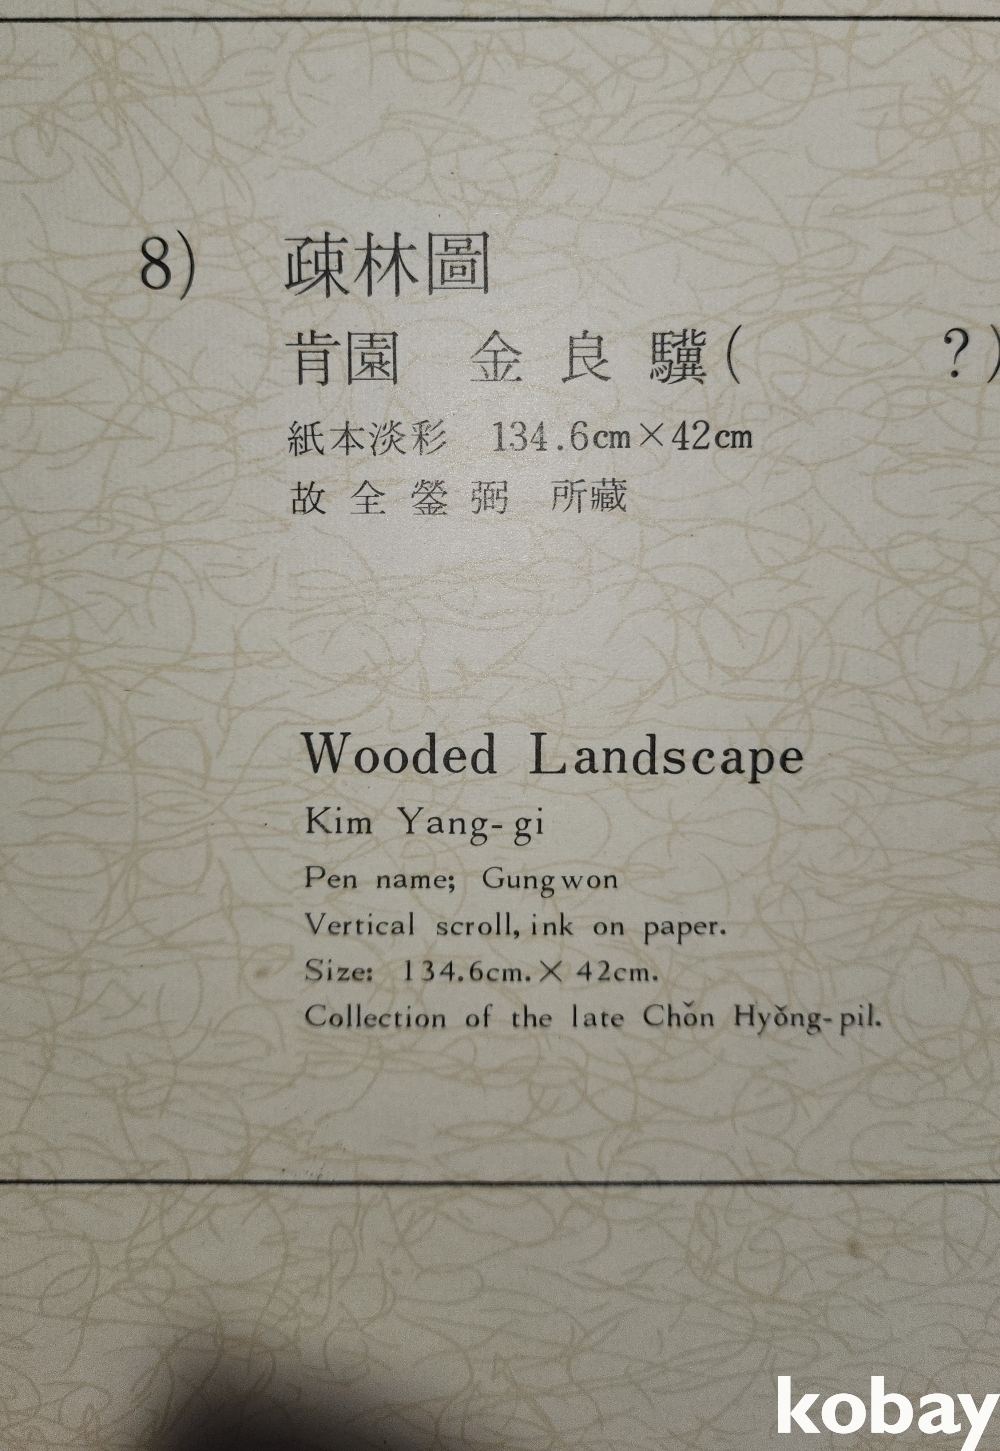 8) 疎林圖
肯園 金良驥( ?)
紙本淡彩 134.6cm×42cm
故全鎣弼 所藏
Wooded Landscape
Kim Yang-gi
Pen name; Gungwon
Vertical scroll, ink on paper.
Size: 134.6cm.×42cm.
Collection of the late Chǒn Hyǒng-pil.
kobay